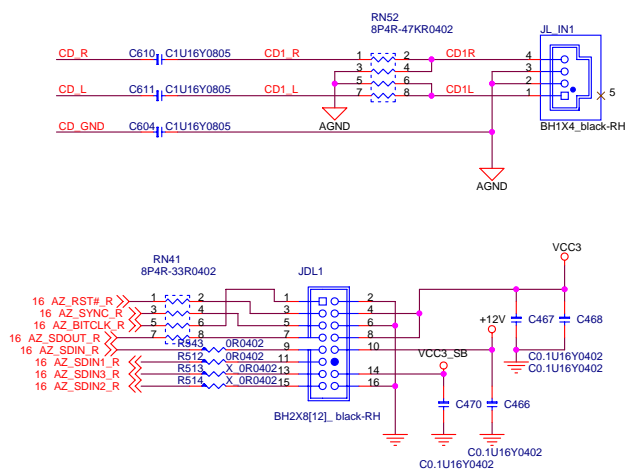 RN52
8P4R-47KR0402
JL_IN1
CD_R C610 C1U16Y0805 CD1_R 1 2 CD1R 4
3 4 3
5 6 2
CD_L C611 C1U16Y0805 CD1_L 7 8 CD1L 1 5
AGND
CD_GND C604 C1U16Y0805
BH1X4_black-RH
AGND
VCC3
RN41
8P4R-33R0402
JDL1
16 AZ_RST#_R 1 2 1 2
16 AZ_SYNC_R 3 4 3 4
16 AZ_BITCLK_R 5 6 5 6
16 AZ_SDOUT_R 7 8 7 8
+12V C467 C468
16 AZ_SDIN_R R543 0R0402 9 10
16 AZ_SDIN1_R R512 0R0402 11
VCC3_SB
C0.1U16Y0402
C0.1U16Y0402
16 AZ_SDIN3_R R513 X_0R0402 13 14
16 AZ_SDIN2_R R514 X_0R0402 15 16
C470 C466
BH2X8[12]_ black-RH
C0.1U16Y0402
C0.1U16Y0402